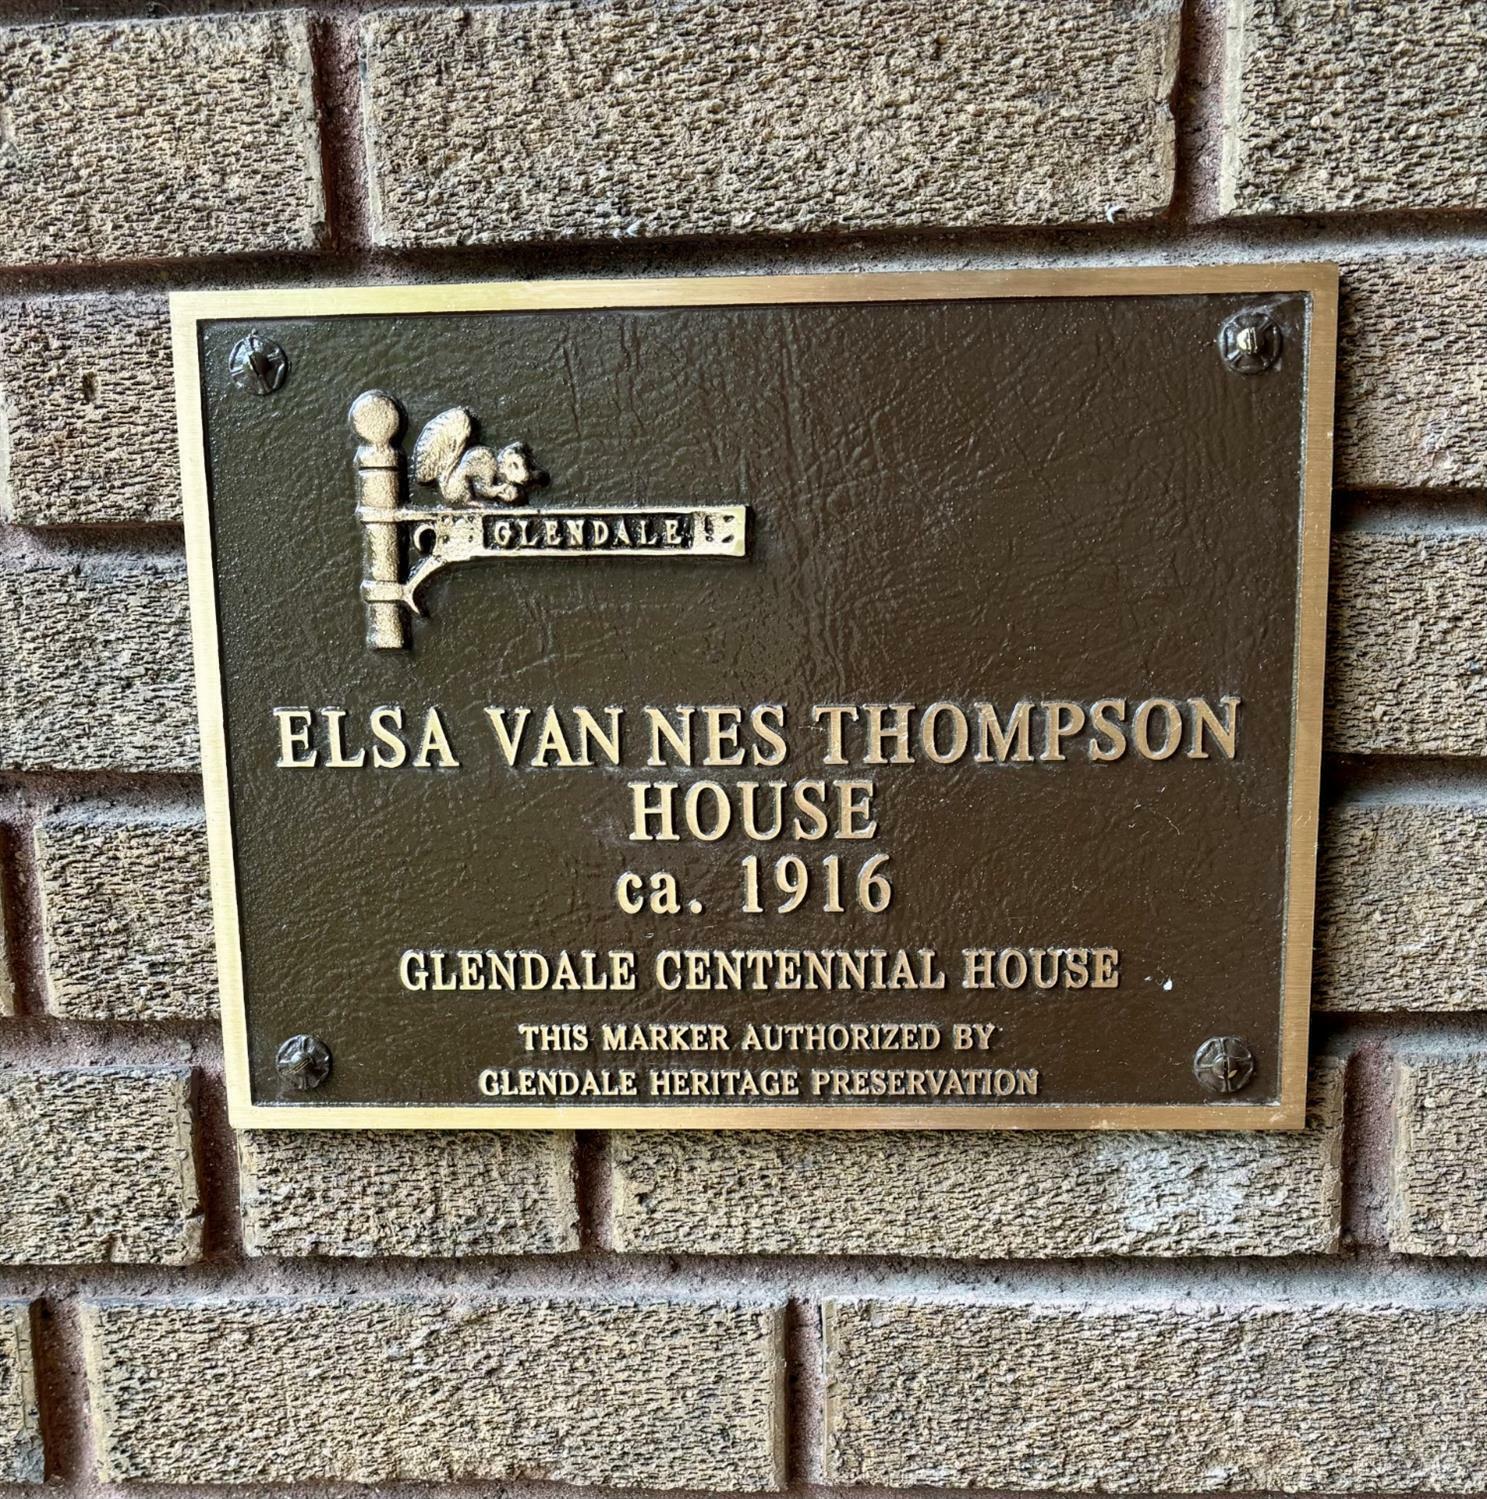 GLENDALE
ELSA VAN NES THOMPSON
HOUSE
ca. 1916
GLENDALE CENTENNIAL HOUSE
THIS MARKER AUTHORIZED BY
GLENDALE HERITAGE PRESERVATION